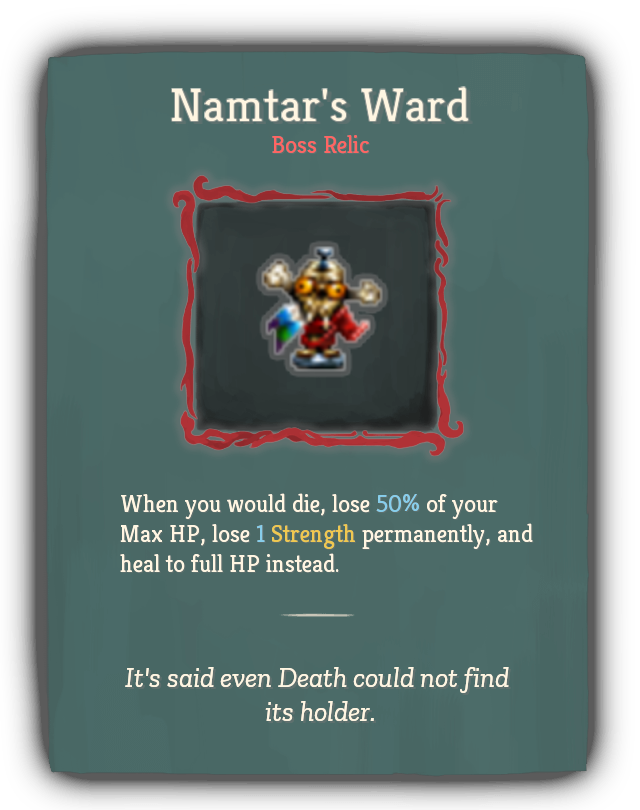 Namtar's Ward
Boss Relic
When you would die, lose 50% of your
Max HP, lose 1 Strength permanently, and
heal to full HP instead.
It's said even Death could not find
its holder.